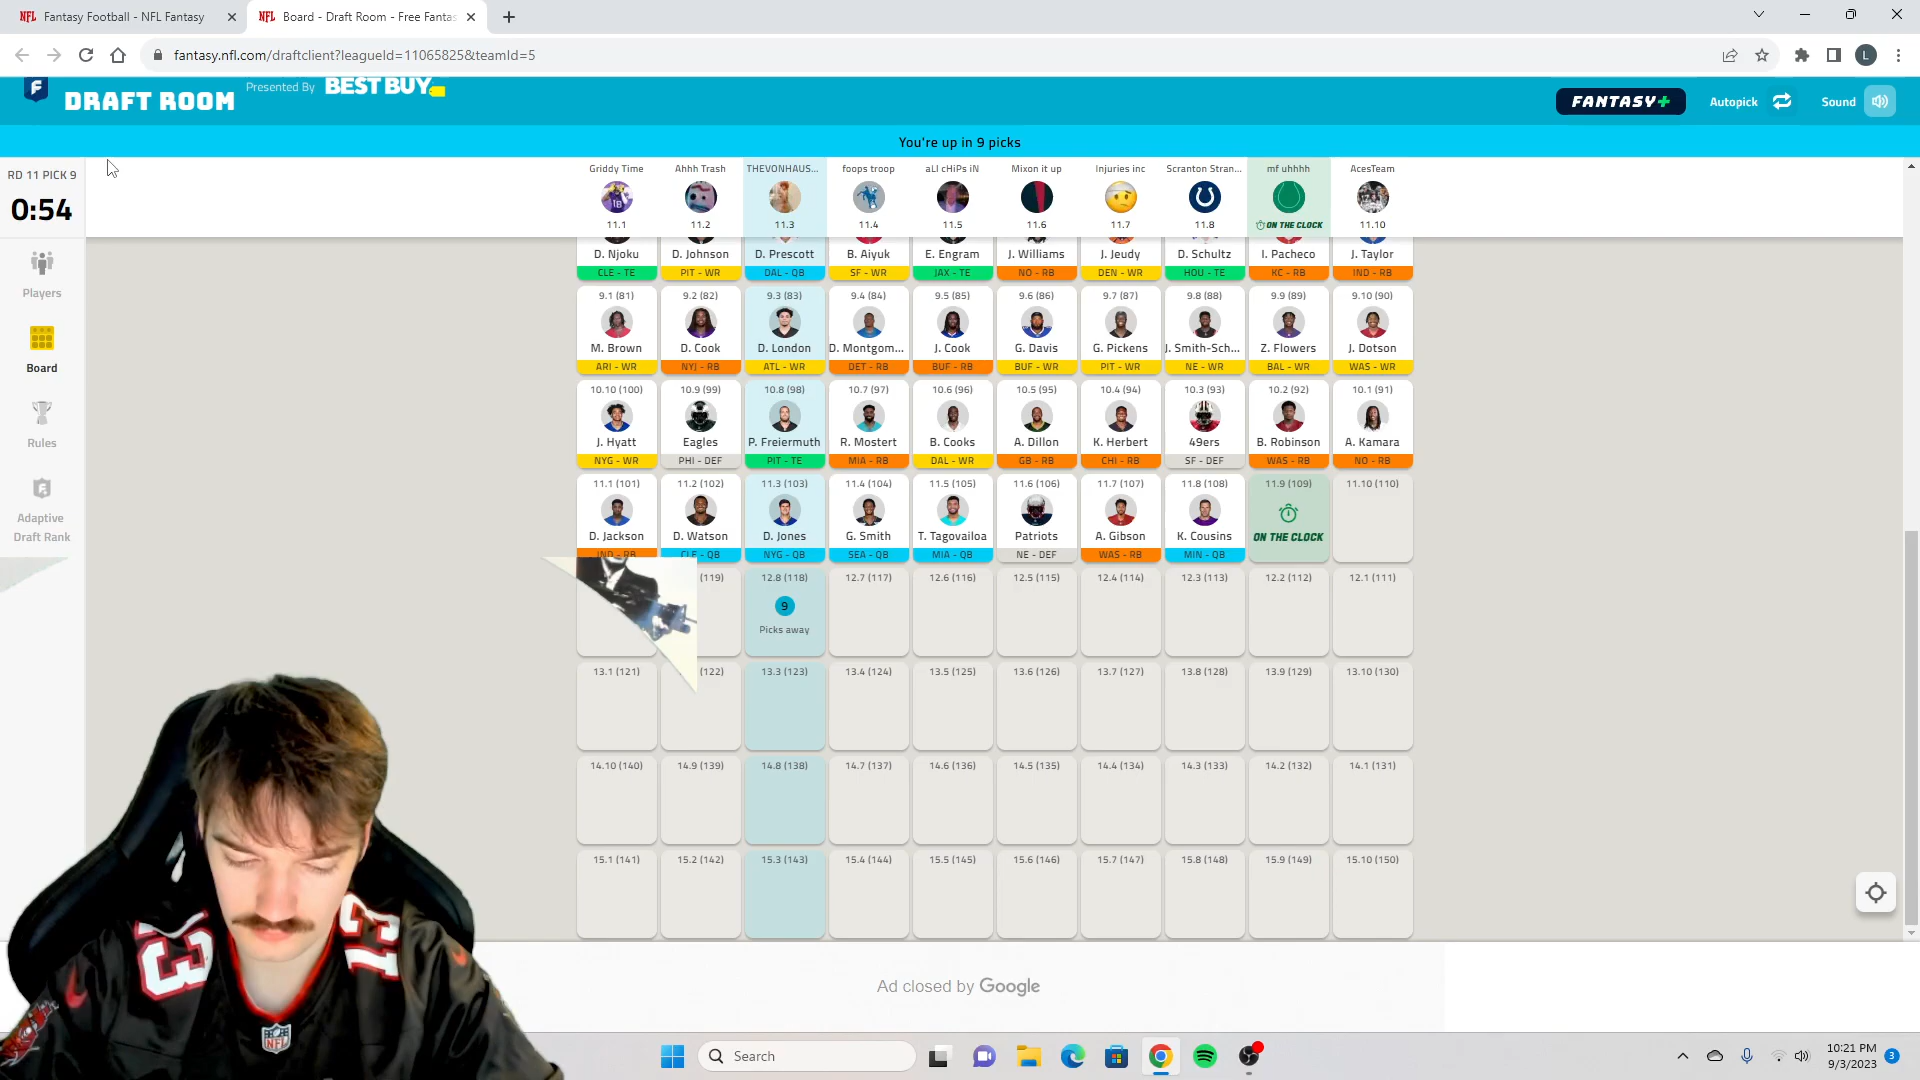 Fantasy Football - NFL Fantasy
Board - Draft Room - Free Fantas
fantasy.nfl.com/draftclient?leagueId=11065825&teamId=5
L
DRAFT ROOM
Presented By BEST BUY
FANTASY+
Autopick
Sound
You're up in 9 picks
RD 11 PICK 9
0:54
Players
Board
Rules
Adaptive
Draft Rank
Griddy Time Ahhh Trash THEVONHAUS... foops troop aLl cHiPs iN Mixon it up Injuries inc Scranton Stran... mf uhhhh AcesTeam
11.1 11.2 11.3 11.4 11.5 11.6 11.7 11.8 ON THE CLOCK 11.10
D. Njoku D. Johnson D. Prescott B. Aiyuk E. Engram J. Williams J. Jeudy D. Schultz I. Pacheco J. Taylor
CLE - TE PIT - WR DAL - QB SF - WR JAX - TE NO - RB DEN - WR HOU - TE KC - RB IND - RB
9.1 (81) 9.2 (82) 9.3 (83) 9.4 (84) 9.5 (85) 9.6 (86) 9.7 (87) 9.8 (88) 9.9 (89) 9.10 (90)
M. Brown D. Cook D. London D. Montgom... J. Cook G. Davis G. Pickens J. Smith-Sch... Z. Flowers J. Dotson
ARI - WR NYJ - RB ATL - WR DET - RB BUF - RB BUF - WR PIT - WR NE - WR BAL - WR WAS - WR
10.10 (100) 10.9 (99) 10.8 (98) 10.7 (97) 10.6 (96) 10.5 (95) 10.4 (94) 10.3 (93) 10.2 (92) 10.1 (91)
J. Hyatt Eagles P. Freiermuth R. Mostert B. Cooks A. Dillon K. Herbert 49ers B. Robinson A. Kamara
NYG - WR PHI - DEF PIT - TE MIA - RB DAL - WR GB - RB CHI - RB SF - DEF WAS - RB NO - RB
11.1 (101) 11.2 (102) 11.3 (103) 11.4 (104) 11.5 (105) 11.6 (106) 11.7 (107) 11.8 (108) 11.9 (109) 11.10 (110)
D. Jackson D. Watson D. Jones G. Smith T. Tagovailoa Patriots A. Gibson K. Cousins ON THE CLOCK
IND - RB CLE - QB NYG - QB SEA - QB MIA - QB NE - DEF WAS - RB MIN - QB
(119) 12.8 (118) 12.7 (117) 12.6 (116) 12.5 (115) 12.4 (114) 12.3 (113) 12.2 (112) 12.1 (111)
9
Picks away
13.1 (121) (122) 13.3 (123) 13.4 (124) 13.5 (125) 13.6 (126) 13.7 (127) 13.8 (128) 13.9 (129) 13.10 (130)
14.10 (140) 14.9 (139) 14.8 (138) 14.7 (137) 14.6 (136) 14.5 (135) 14.4 (134) 14.3 (133) 14.2 (132) 14.1 (131)
15.1 (141) 15.2 (142) 15.3 (143) 15.4 (144) 15.5 (145) 15.6 (146) 15.7 (147) 15.8 (148) 15.9 (149) 15.10 (150)
Ad closed by Google
NFL
Search
10:21 PM
9/3/2023
3